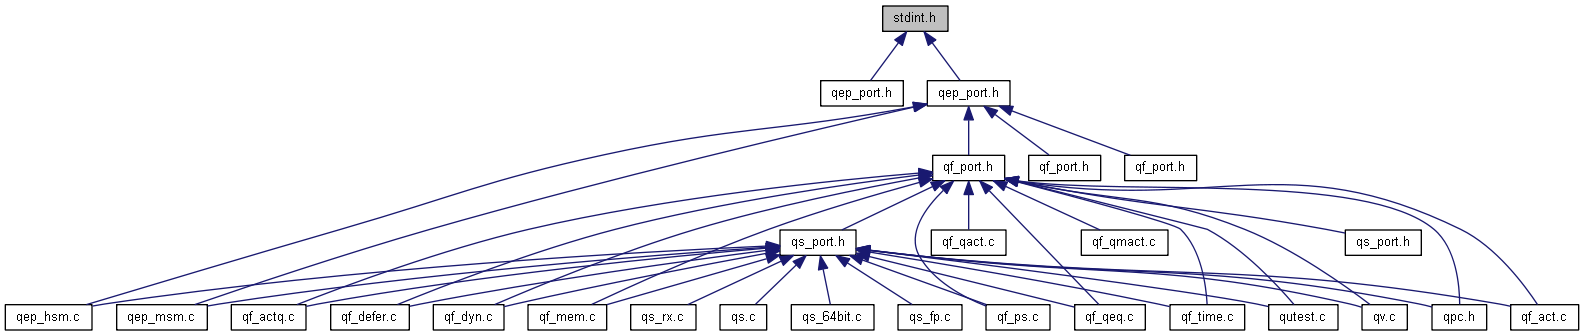 stdint.h
qep_port.h
qep_port.h
qf_port.h
qf_port.h
qf_port.h
qs_port.h
qf_qact.c
qf_qmact.c
qs_port.h
qep_hsm.c
qep_msm.c
qf_actq.c
qf_defer.c
qf_dyn.c
qf_mem.c
qs_rx.c
qs.c
qs_64bit.c
qs_fp.c
qf_ps.c
qf_qeq.c
qf_time.c
qutest.c
qv.c
qpc.h
qf_act.c